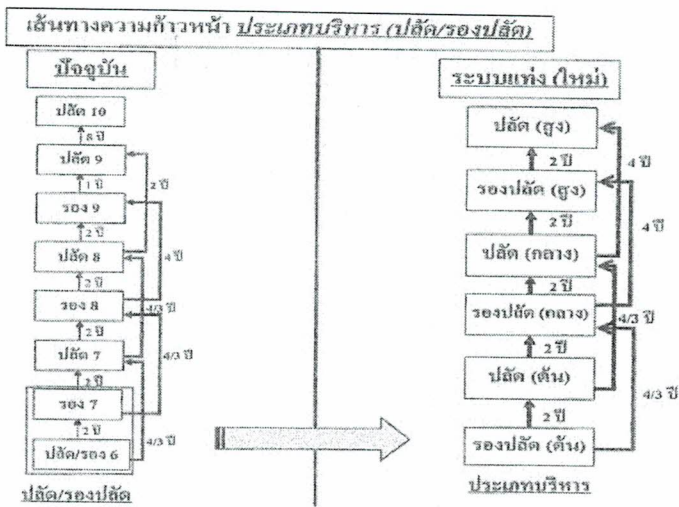 เส้นทางความก้าวหน้า ประเภทบริหาร (ปลัด/รองปลัด)
ปัจจุบัน
ปลัด 10
8 ปี
ปลัด 9
1 ปี
2 ปี
รอง 9
2 ปี
ปลัด 8
4 ปี
2 ปี
รอง 8
4/3 ปี
2 ปี
ปลัด 7
4/3 ปี
2 ปี
รอง 7
2 ปี
4/3 ปี
ปลัด/รอง 6
ปลัด/รองปลัด
ระบบแท่ง (ใหม่)
ปลัด (สูง)
2 ปี
4 ปี
รองปลัด (สูง)
2 ปี
4 ปี
ปลัด (กลาง)
2 ปี
รองปลัด (กลาง)
4/3 ปี
2 ปี
ปลัด (ต้น)
4/3 ปี
2 ปี
รองปลัด (ต้น)
ประเภทบริหาร